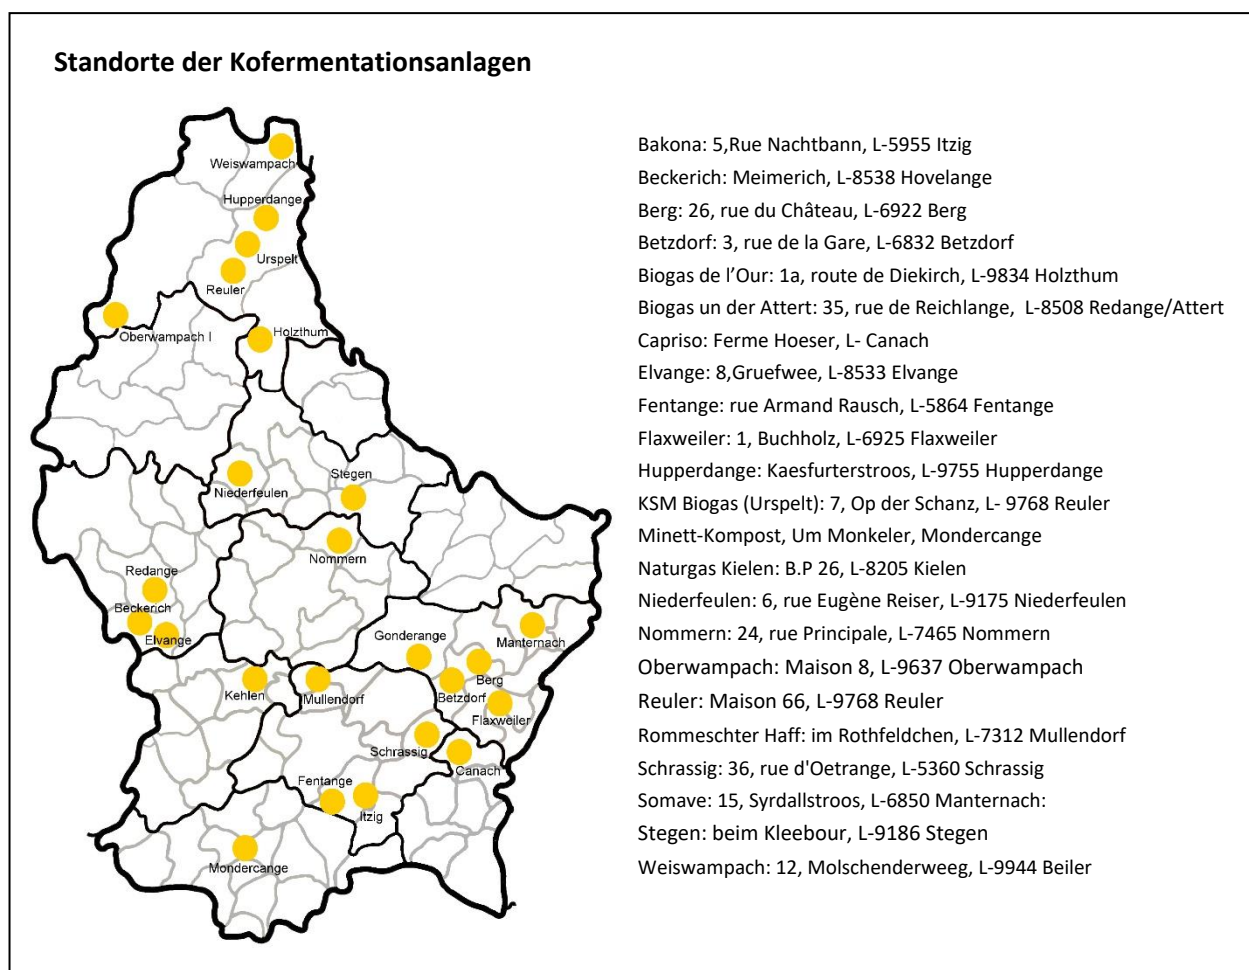 Standorte der Kofermentationsanlagen
Weiswampach
Hupperdange
Urspelt
Reuler
Oberwampach I
Holzthum
Stegen
Niederfeulen
Nommern
Redange
Beckerich
Elvange
Gonderange
Manternach
Berg
Betzdorf
Kehlen
Mullendorf
Flaxweiler
Schrassig
Canach
Fentange
Itzig
Mondercange
Bakona: 5,Rue Nachtbann, L-5955 Itzig
Beckerich: Meimerich, L-8538 Hovelange
Berg: 26, rue du Château, L-6922 Berg
Betzdorf: 3, rue de la Gare, L-6832 Betzdorf
Biogas de l’Our: 1a, route de Diekirch, L-9834 Holzthum
Biogas un der Attert: 35, rue de Reichlange, L-8508 Redange/Attert
Capriso: Ferme Hoeser, L- Canach
Elvange: 8,Gruefwee, L-8533 Elvange
Fentange: rue Armand Rausch, L-5864 Fentange
Flaxweiler: 1, Buchholz, L-6925 Flaxweiler
Hupperdange: Kaesfurterstroos, L-9755 Hupperdange
KSM Biogas (Urspelt): 7, Op der Schanz, L- 9768 Reuler
Minett-Kompost, Um Monkeler, Mondercange
Naturgas Kielen: B.P 26, L-8205 Kielen
Niederfeulen: 6, rue Eugène Reiser, L-9175 Niederfeulen
Nommern: 24, rue Principale, L-7465 Nommern
Oberwampach: Maison 8, L-9637 Oberwampach
Reuler: Maison 66, L-9768 Reuler
Rommeschter Haff: im Rothfeldchen, L-7312 Mullendorf
Schrassig: 36, rue d'Oetrange, L-5360 Schrassig
Somave: 15, Syrdallstroos, L-6850 Manternach:
Stegen: beim Kleebour, L-9186 Stegen
Weiswampach: 12, Molschenderweeg, L-9944 Beiler